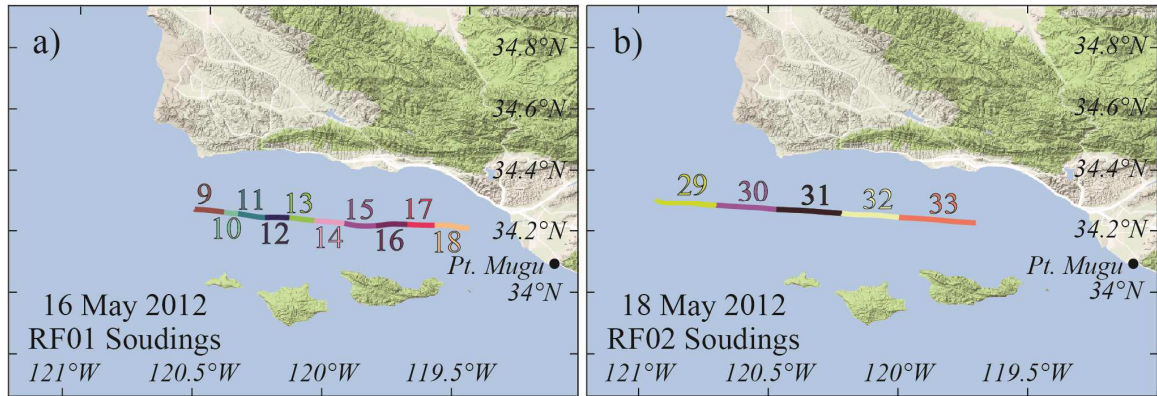 a)
34.8°N
34.6°N
34.4°N
9 11 13 15 17
10 12 14 16 18
34.2°N
Pt. Mugu
34°N
16 May 2012
RF01 Soudings
121°W 120.5°W 120°W 119.5°W
b)
34.8°N
34.6°N
34.4°N
29 30 31 32 33
34.2°N
Pt. Mugu
34°N
18 May 2012
RF02 Soudings
121°W 120.5°W 120°W 119.5°W